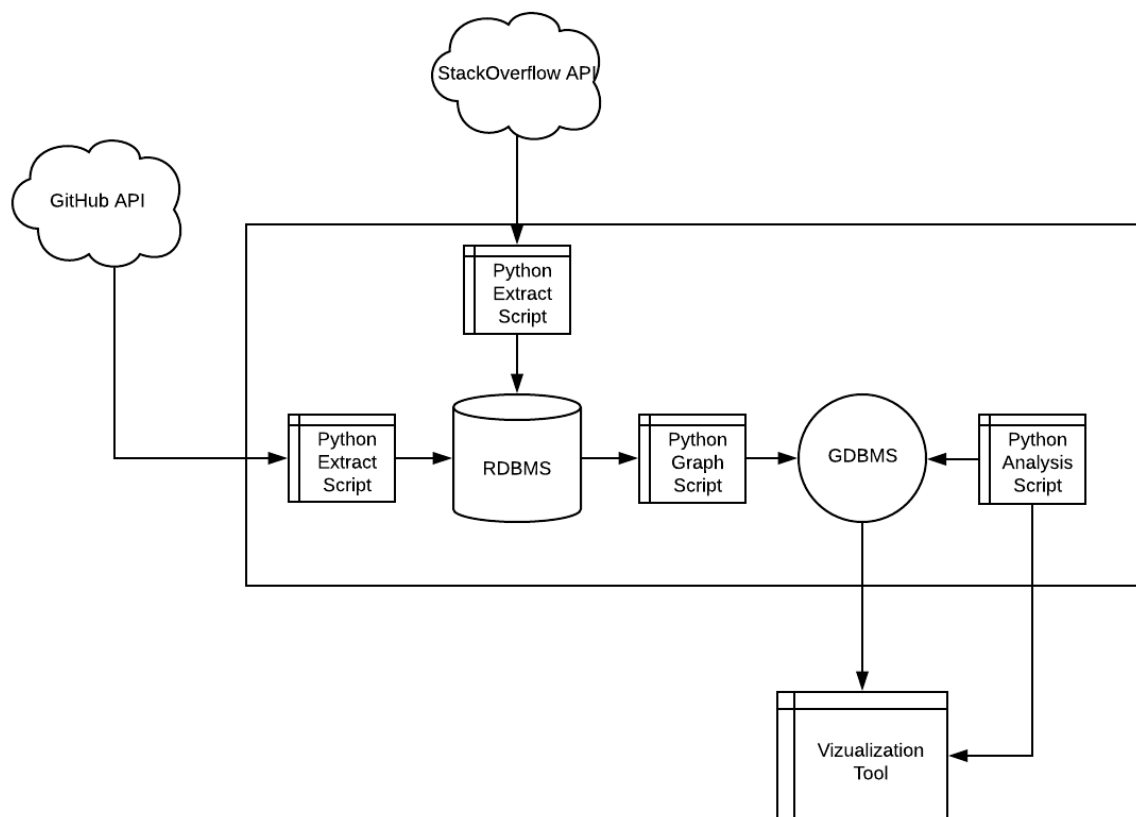 StackOverflow API
GitHub API
Python
Extract
Script
Python
Extract
Script
RDBMS
Python
Graph
Script
GDBMS
Python
Analysis
Script
Vizualization
Tool